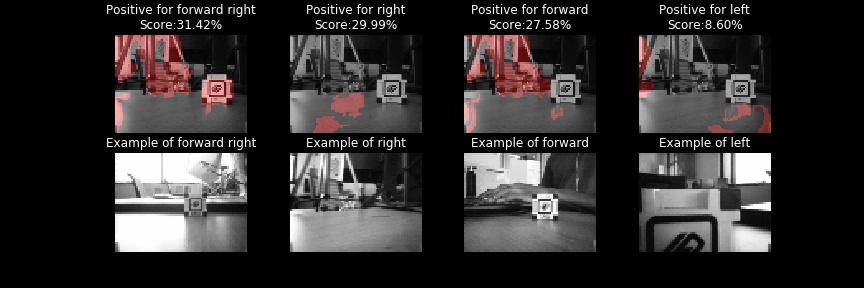 Positive for forward right
Score:31.42%
Positive for right
Score:29.99%
Positive for forward
Score:27.58%
Positive for left
Score:8.60%
Example of forward right
Example of right
Example of forward
Example of left